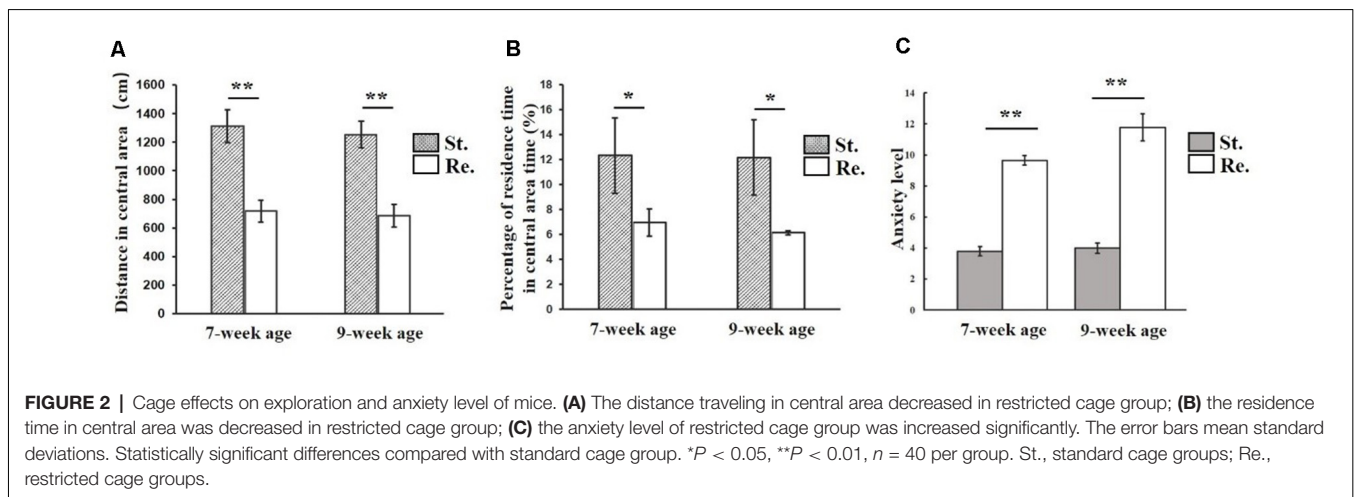 A
B
C
Distance in central area (cm)
1600
1400
1200
1000
800
600
400
200
0
**
**
St.
Re.
7-week age
9-week age
Percentage of residence time
in central area time (%)
18
16
14
12
10
8
6
4
2
0
*
*
St.
Re.
7-week age
9-week age
Anxiety level
14
12
10
8
6
4
2
0
**
**
St.
Re.
7-week age
9-week age
FIGURE 2 | Cage effects on exploration and anxiety level of mice. (A) The distance traveling in central area decreased in restricted cage group; (B) the residence
time in central area was decreased in restricted cage group; (C) the anxiety level of restricted cage group was increased significantly. The error bars mean standard
deviations. Statistically significant differences compared with standard cage group. *P < 0.05, **P < 0.01, n = 40 per group. St., standard cage groups; Re.,
restricted cage groups.